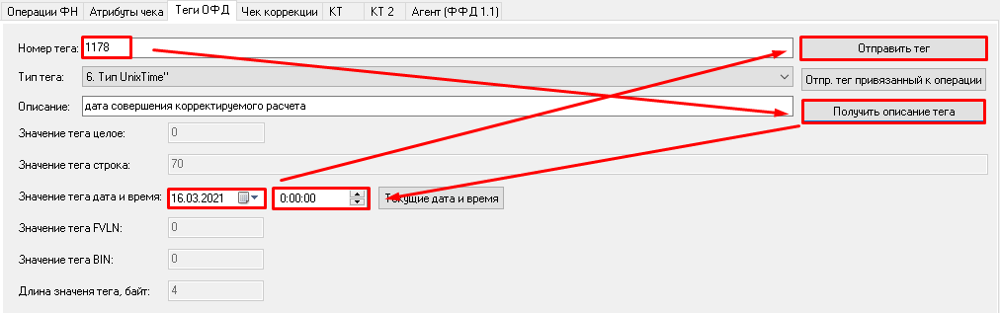 Операции ФН Атрибуты чека Теги ОФД Чек коррекции КТ КТ 2 Агент (ФФД 1.1)
Номер тега: 1178 Отправить тег
Тип тега: 6. Тип UnixTime" Отпр. тег привязанный к операции
Описание: дата совершения корректируемого расчета Получить описание тега
Значение тега целое: 0
Значение тега строка: 70
Значение тега дата и время: 16.03.2021 0:00:00 Текущие дата и время
Значение тега FVLN: 0
Значение тега BIN: 0
Длина значеня тега, байт: 4